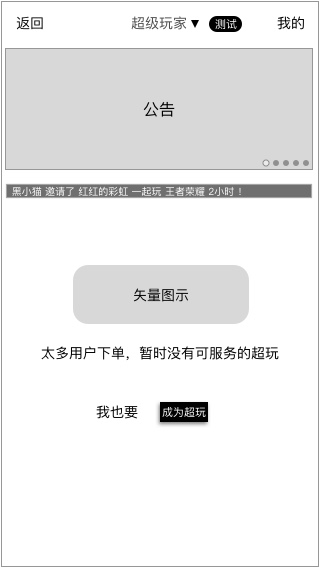 返回 超级玩家 测试 我的
公告
黑小猫 邀请了 红红的彩虹 一起玩 王者荣耀 2小时！
矢量图示
太多用户下单，暂时没有可服务的超玩
我也要 成为超玩